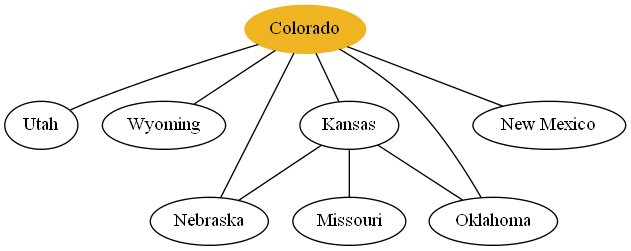 Colorado
Utah
Wyoming
Kansas
New Mexico
Nebraska
Missouri
Oklahoma